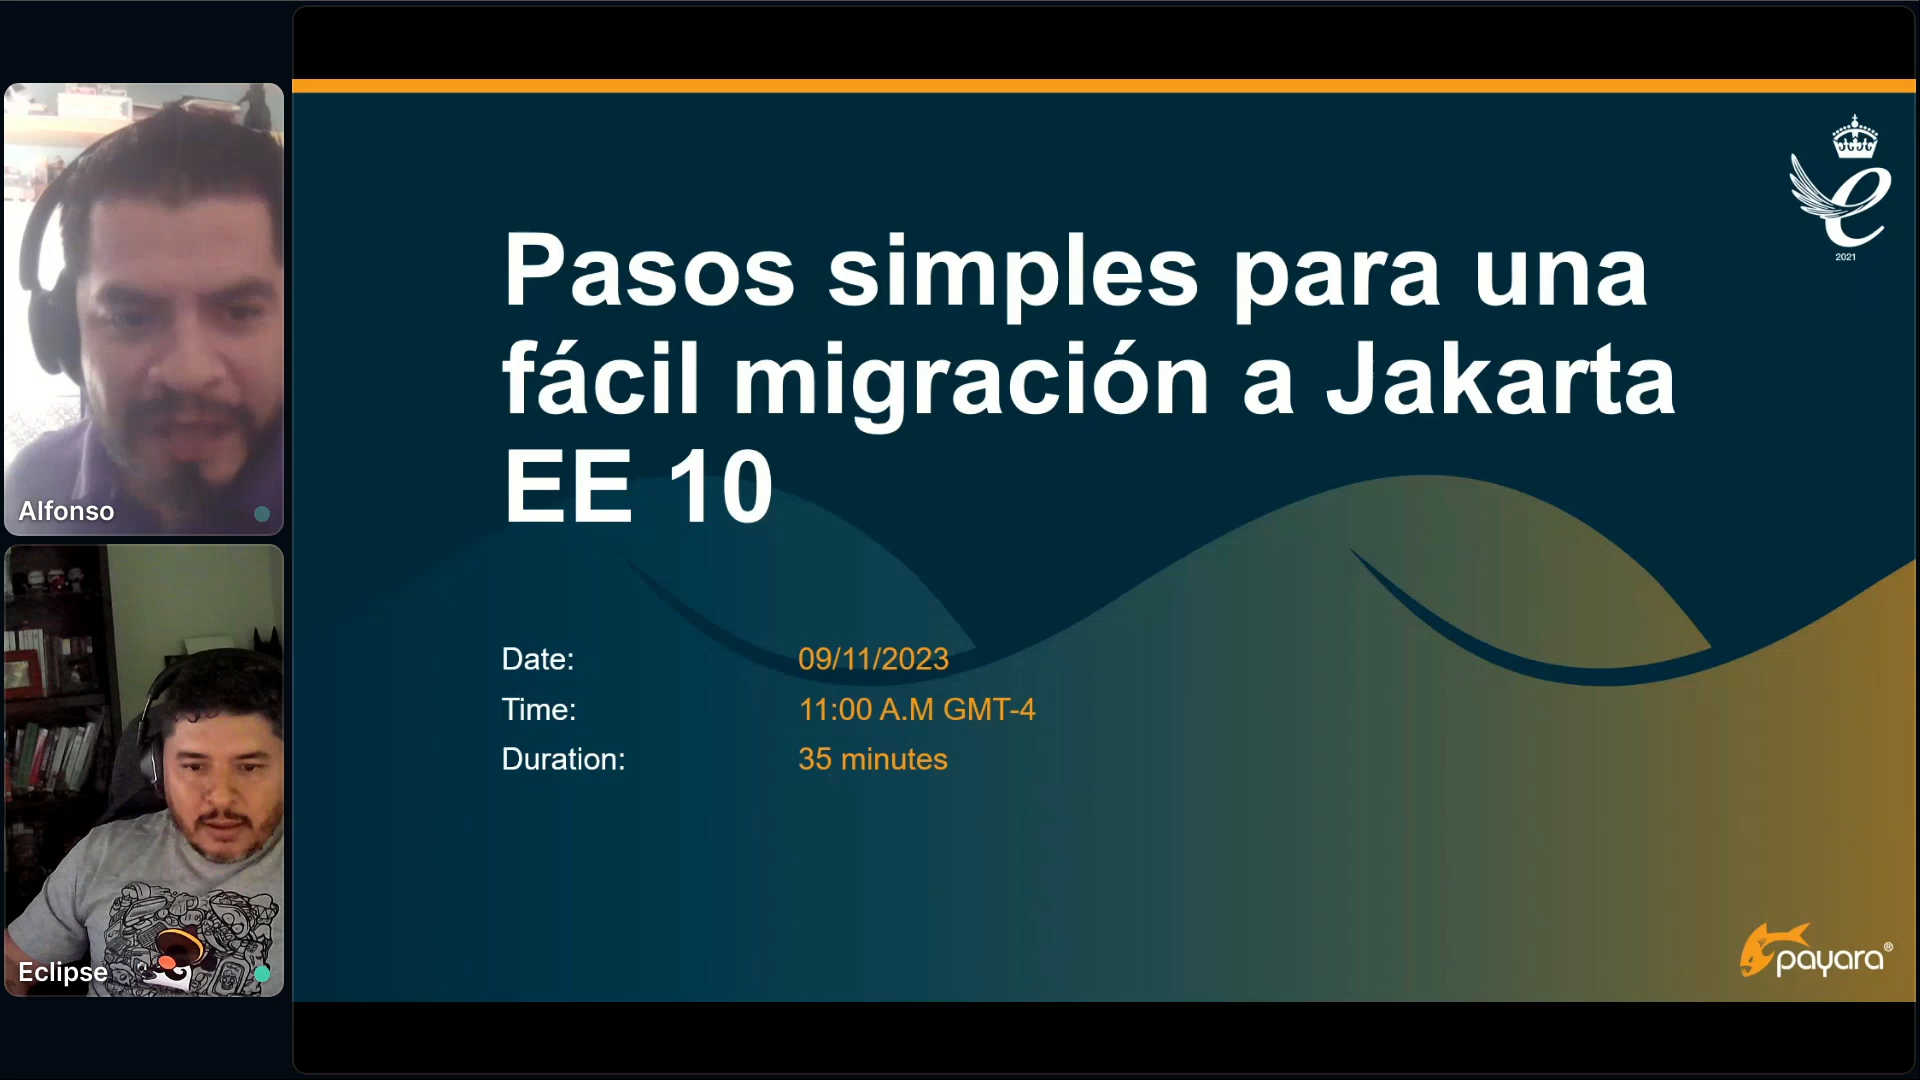 Alfonso
Eclipse
2021
Pasos simples para una
fácil migración a Jakarta
EE 10
Date: 09/11/2023
Time: 11:00 A.M GMT-4
Duration: 35 minutes
payara®